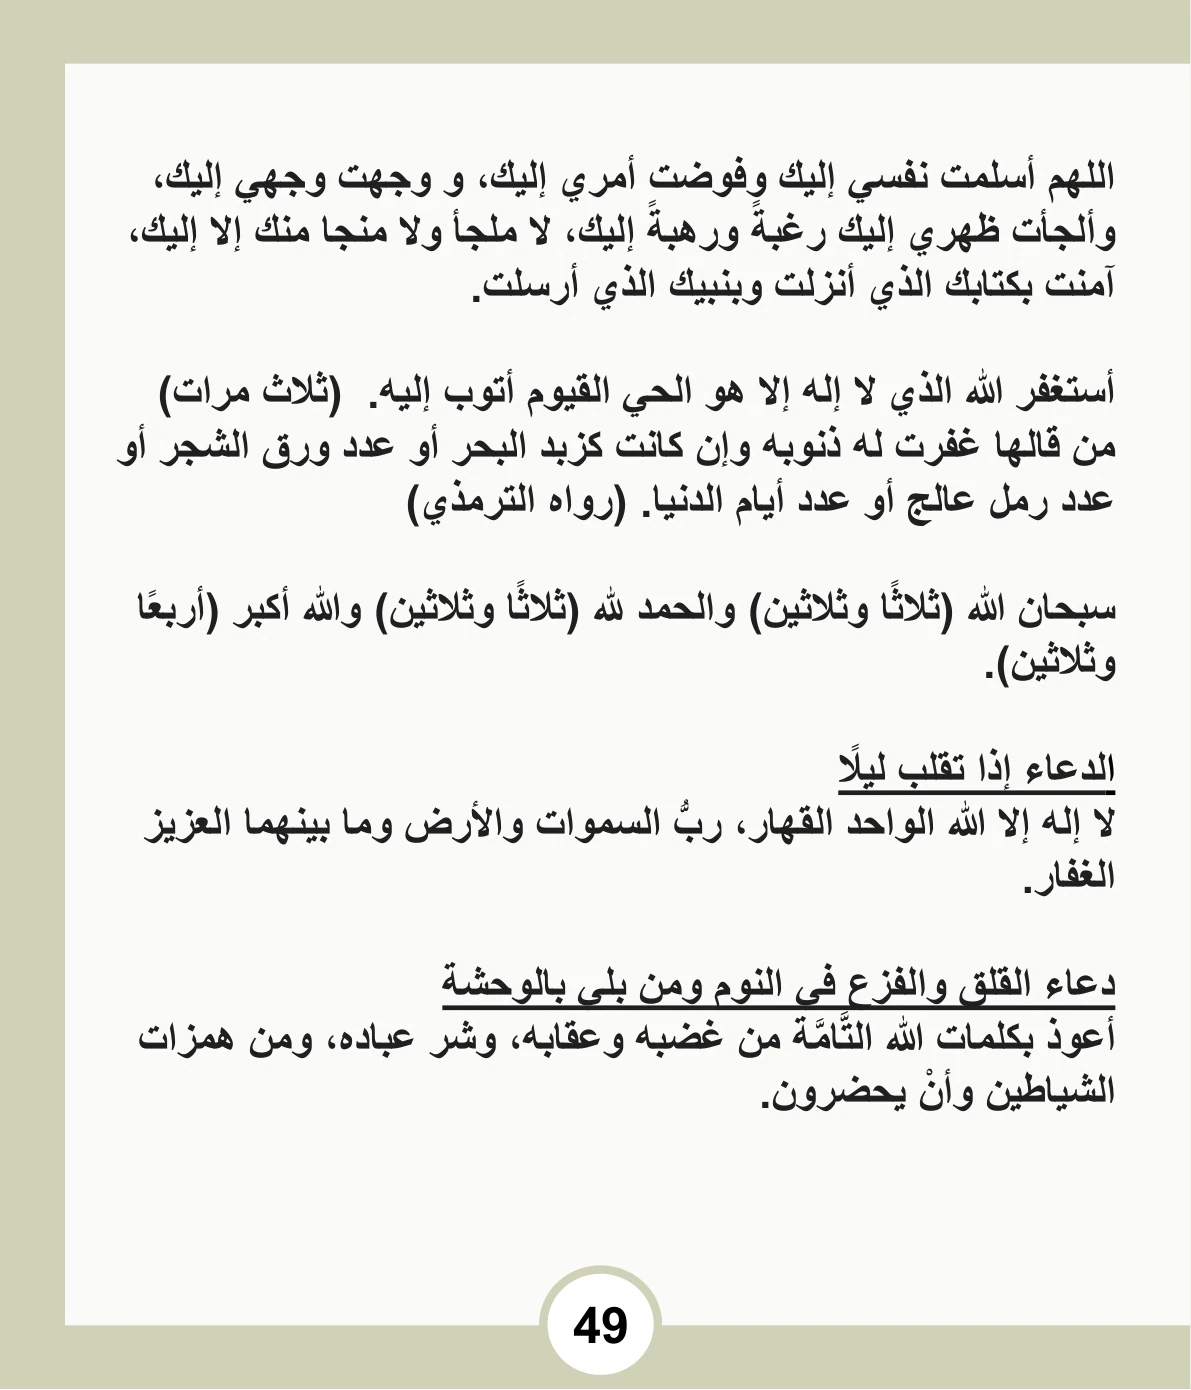 اللهم أسلمت نفسي إليك وفوضت أمري إليك، و وجهت وجهي إليك،
وألجأت ظهري إليك رغبةً ورهبةً إليك، لا ملجأ ولا منجا منك إلا إليك،
آمنت بكتابك الذي أنزلت وبنبيك الذي أرسلت.
أستغفر الله الذي لا إله إلا هو الحي القيوم أتوب إليه. (ثلاث مرات)
من قالها غفرت له ذنوبه وإن كانت كزبد البحر أو عدد ورق الشجر أو
عدد رمل عالج أو عدد أيام الدنيا. (رواه الترمذي)
سبحان الله (ثلاثًا وثلاثين) والحمد لله (ثلاثًا وثلاثين) والله أكبر (أربعًا
وثلاثين).
الدعاء إذا تقلب ليلًا
لا إله إلا الله الواحد القهار، ربُّ السموات والأرض وما بينهما العزيز
الغفار.
دعاء القلق والفزع في النوم ومن بلي بالوحشة
أعوذ بكلمات الله التَّامَّة من غضبه وعقابه، وشر عباده، ومن همزات
الشياطين وأنْ يحضرون.
49